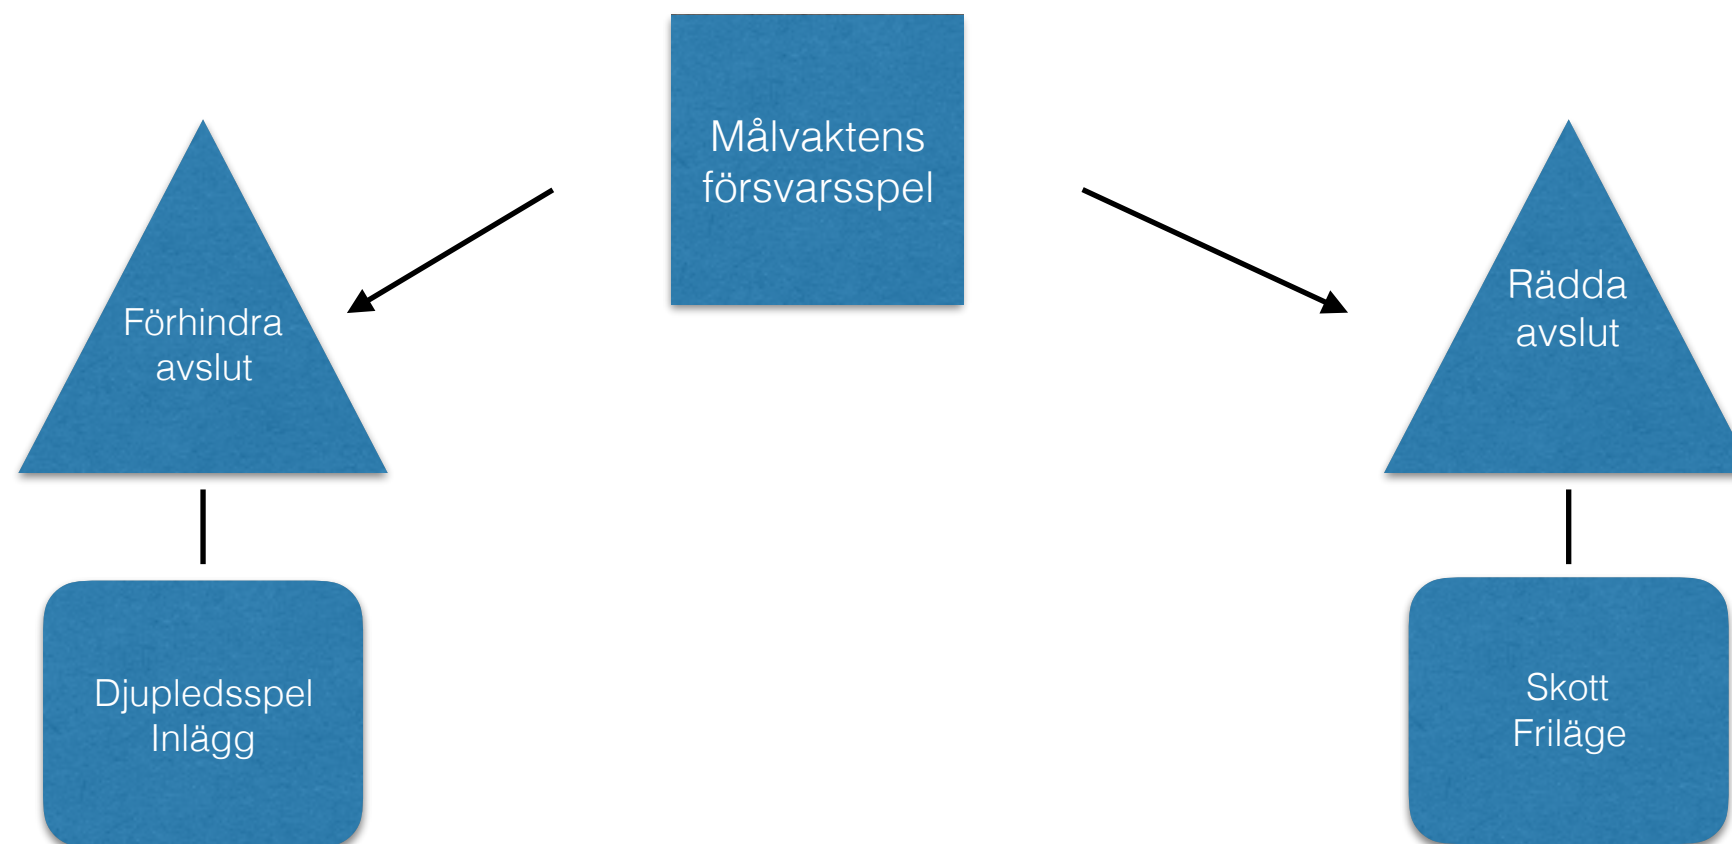 Målvaktens
försvarsspel
Förhindra
avslut
Rädda
avslut
Djupledsspel
Inlägg
Skott
Friläge